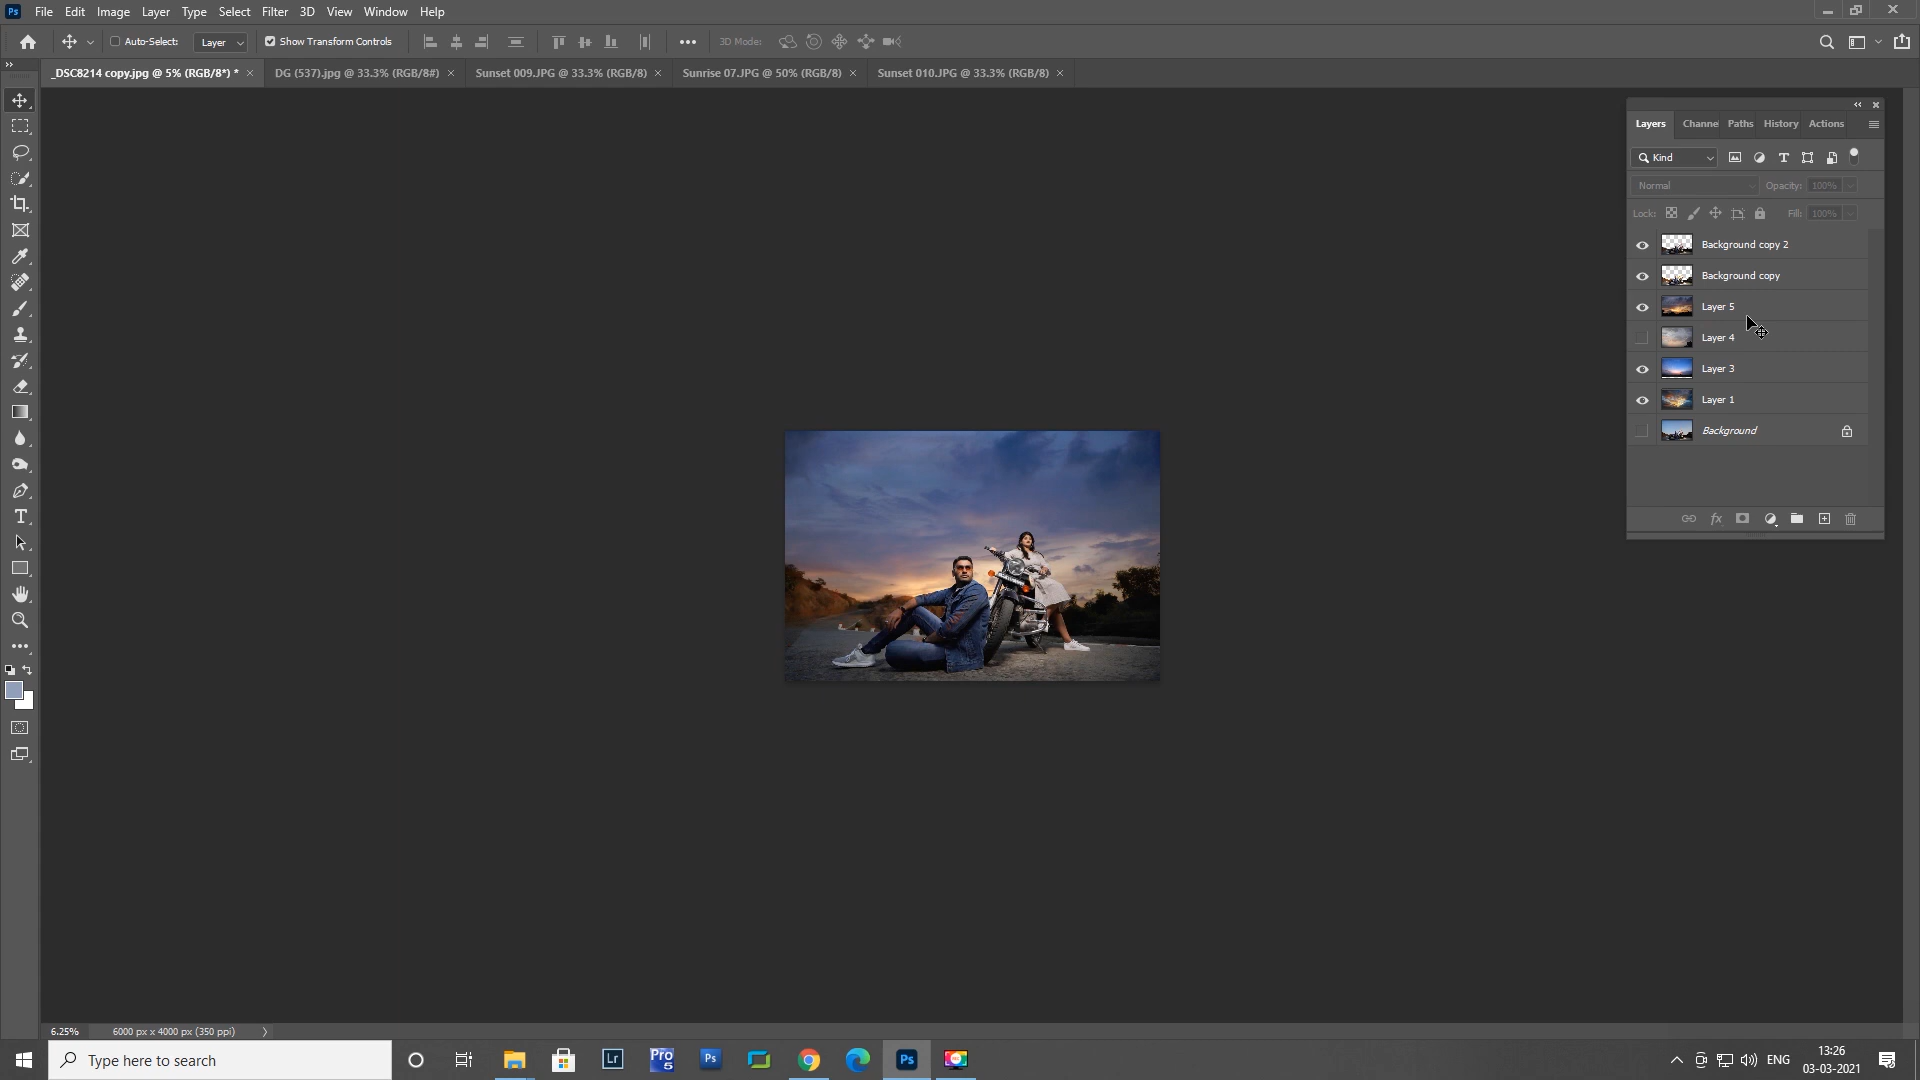 Ps File Edit Image Layer Type Select Filter 3D View Window Help
Auto-Select: Layer Show Transform Controls 3D Mode:
_DSC8214 copy.jpg @ 5% (RGB/8*) * DG (537).jpg @ 33.3% (RGB/8#) Sunset 009.JPG @ 33.3% (RGB/8) Sunrise 07.JPG @ 50% (RGB/8) Sunset 010.JPG @ 33.3% (RGB/8)
Layers Channe Paths History Actions
Kind
Normal Opacity: 100%
Lock: Fill: 100%
Background copy 2
Background copy
Layer 5
Layer 4
Layer 3
Layer 1
Background
fx
6.25% 6000 px x 4000 px (350 ppi)
Type here to search Lr Pro 5 Ps Ps ENG 13:26
03-03-2021